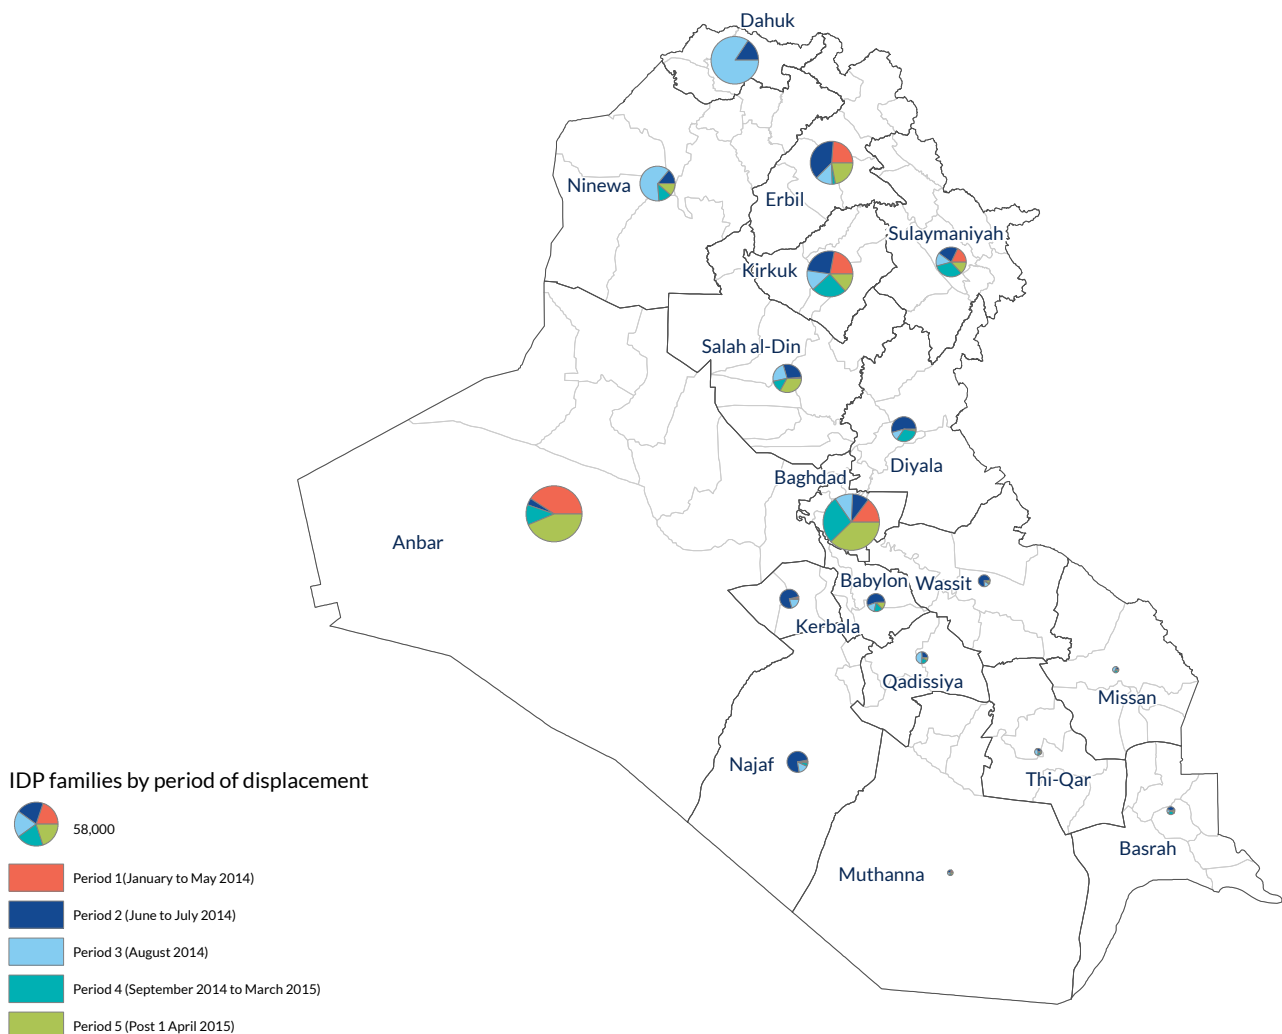 Dahuk
Ninewa
Erbil
Sulaymaniyah
Kirkuk
Salah al-Din
Diyala
Baghdad
Anbar
Babylon
Wassit
Kerbala
Qadissiya
Missan
Najaf
Thi-Qar
Basrah
Muthanna
IDP families by period of displacement
58,000
Period 1(January to May 2014)
Period 2 (June to July 2014)
Period 3 (August 2014)
Period 4 (September 2014 to March 2015)
Period 5 (Post 1 April 2015)